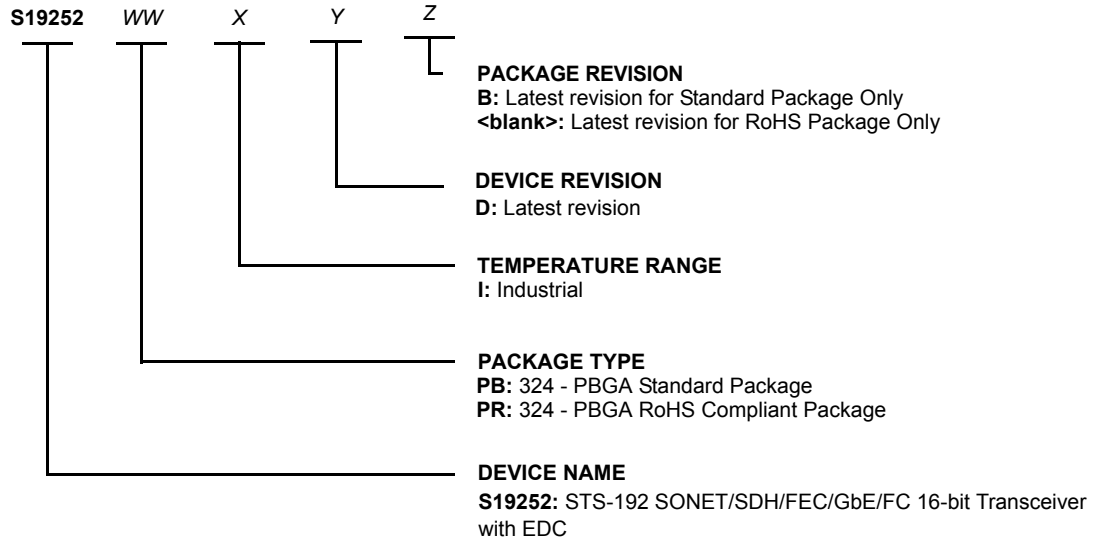 S19252 WW X Y Z
PACKAGE REVISION
B: Latest revision for Standard Package Only
<blank>: Latest revision for RoHS Package Only
DEVICE REVISION
D: Latest revision
TEMPERATURE RANGE
I: Industrial
PACKAGE TYPE
PB: 324 - PBGA Standard Package
PR: 324 - PBGA RoHS Compliant Package
DEVICE NAME
S19252: STS-192 SONET/SDH/FEC/GbE/FC 16-bit Transceiver
with EDC